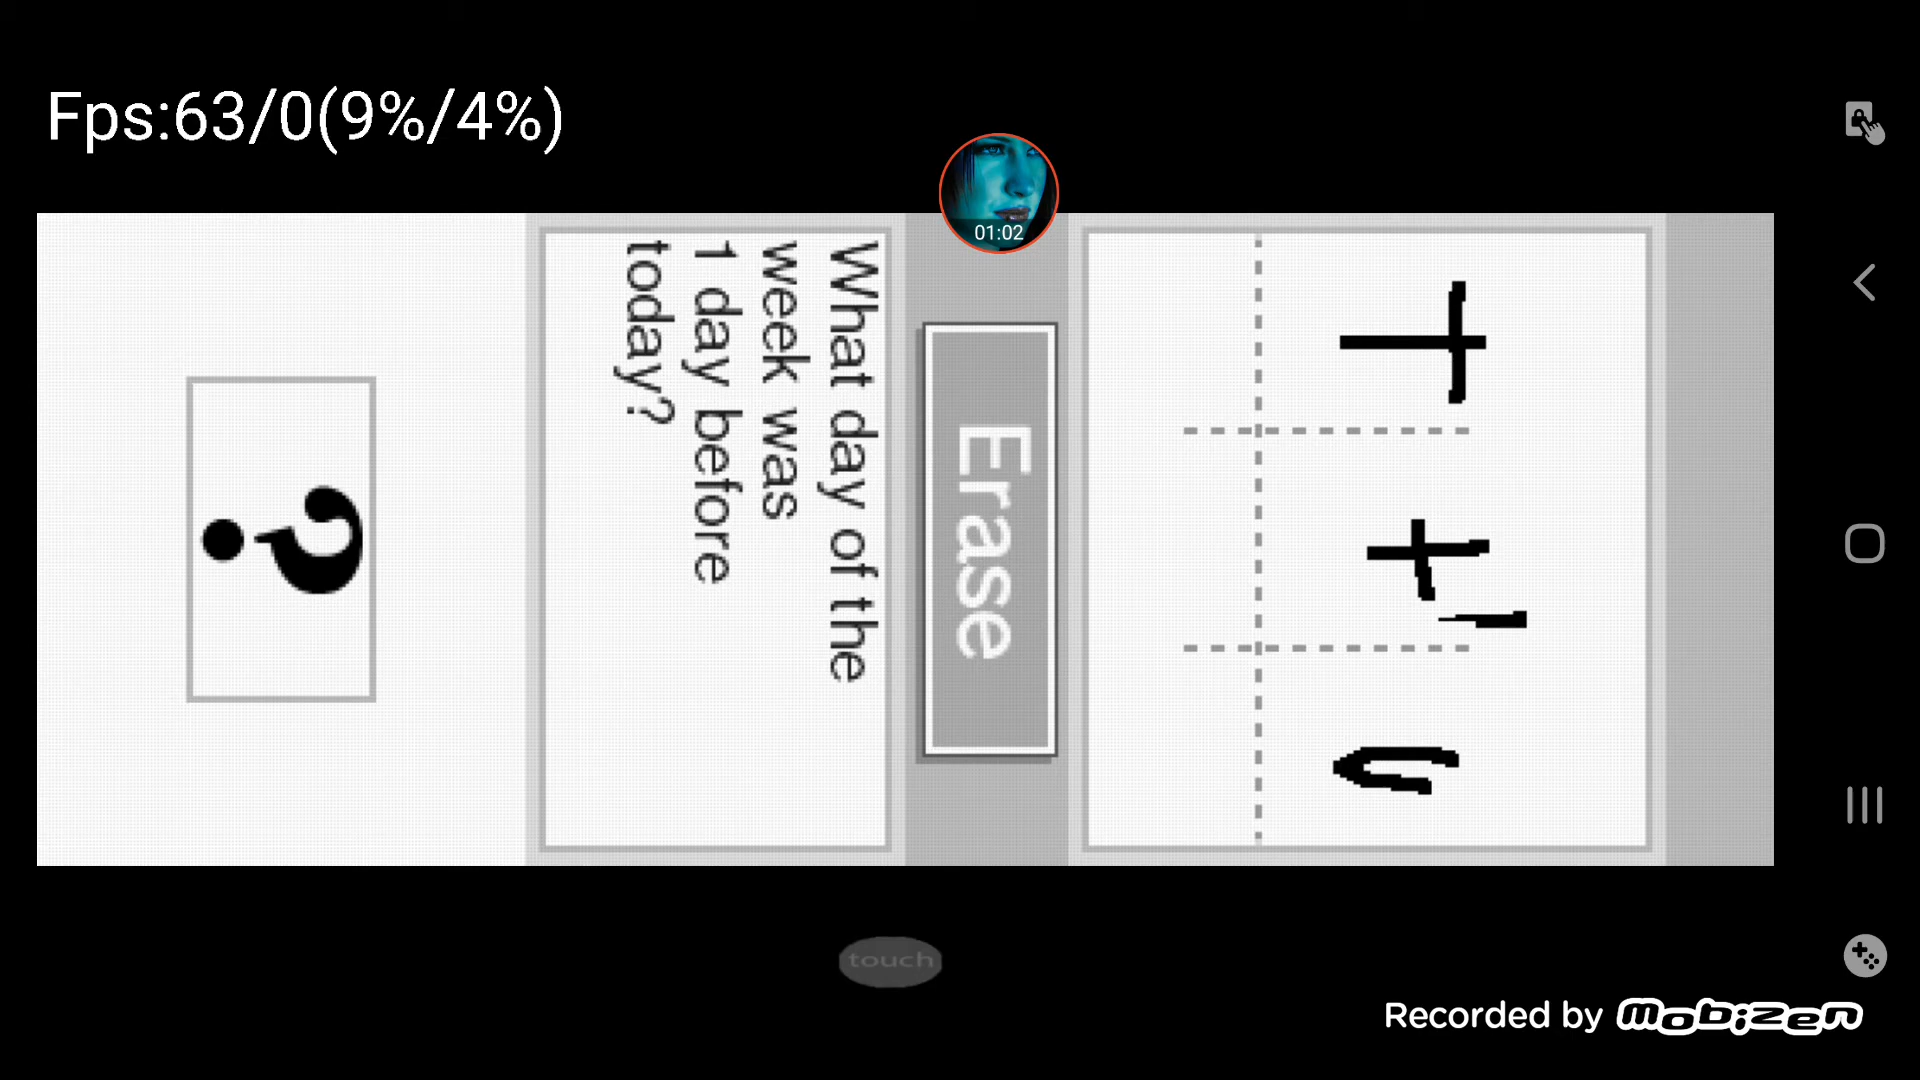 Fps:63/0(9%/4%)
01:02
?
What day of the
week was
1 day before
today?
Erase
touch
Recorded by mobizen